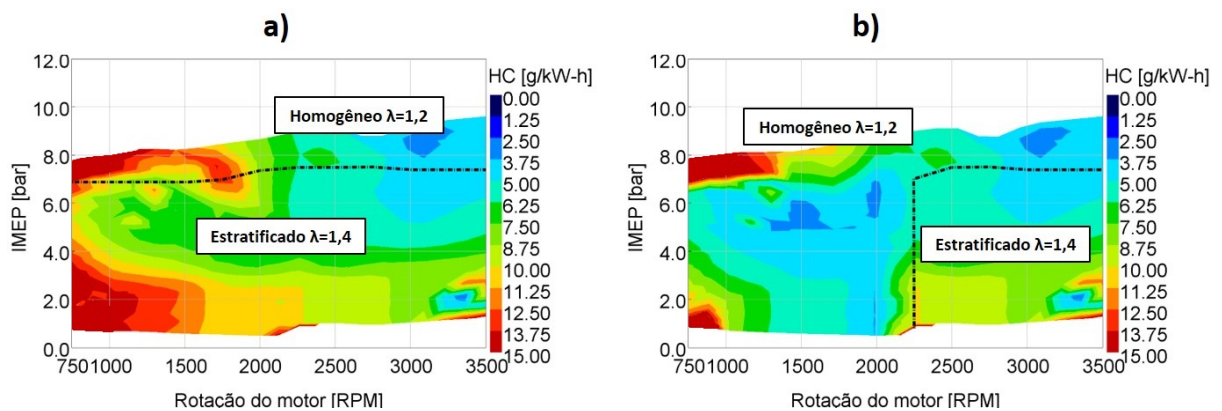 a)
12.0
10.0
8.0
6.0
4.0
2.0
0.0
IMEP [bar]
Homogêneo λ=1,2
Estratificado λ=1,4
7501000 1500 2000 2500 3000 3500
Rotação do motor [RPM]
HC [g/kW-h]
0.00
1.25
2.50
3.75
5.00
6.25
7.50
8.75
10.00
11.25
12.50
13.75
15.00
b)
12.0
10.0
8.0
6.0
4.0
2.0
0.0
IMEP [bar]
Homogêneo λ=1,2
Estratificado λ=1,4
7501000 1500 2000 2500 3000 3500
Rotação do motor [RPM]
HC [g/kW-h]
0.00
1.25
2.50
3.75
5.00
6.25
7.50
8.75
10.00
11.25
12.50
13.75
15.00